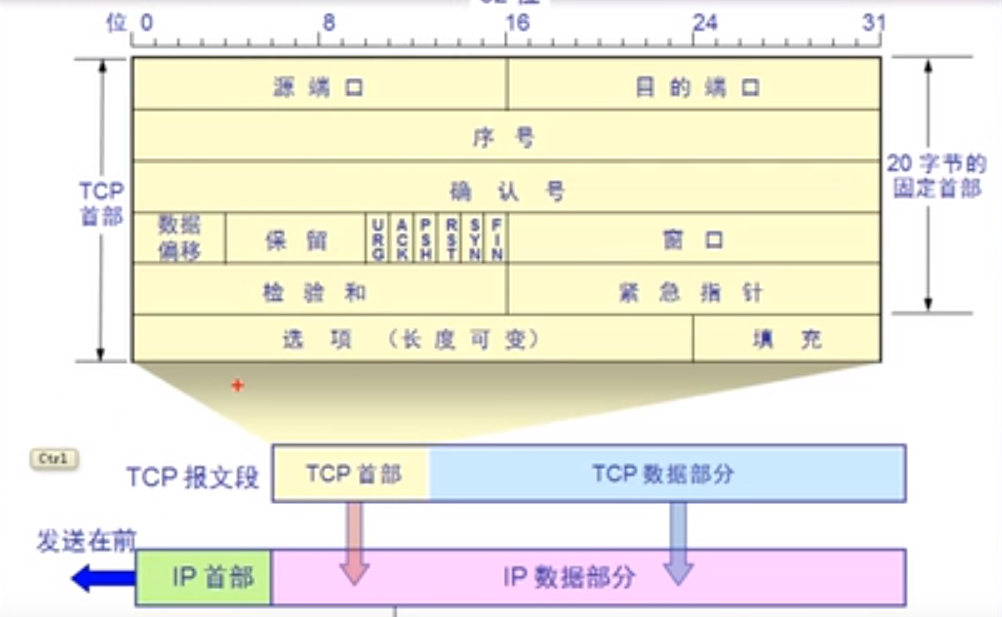 位 0 8 16 24 31
源端口 目的端口
序号
确认号
TCP
首部
20 字节的
固定首部
数据
偏移
保留
URG
ACK
PSH
RST
SYN
FIN
窗口
检验和 紧急指针
选项 （长度可变） 填充
Ctrl
TCP 报文段 TCP 首部 TCP 数据部分
发送在前
IP 首部 IP 数据部分